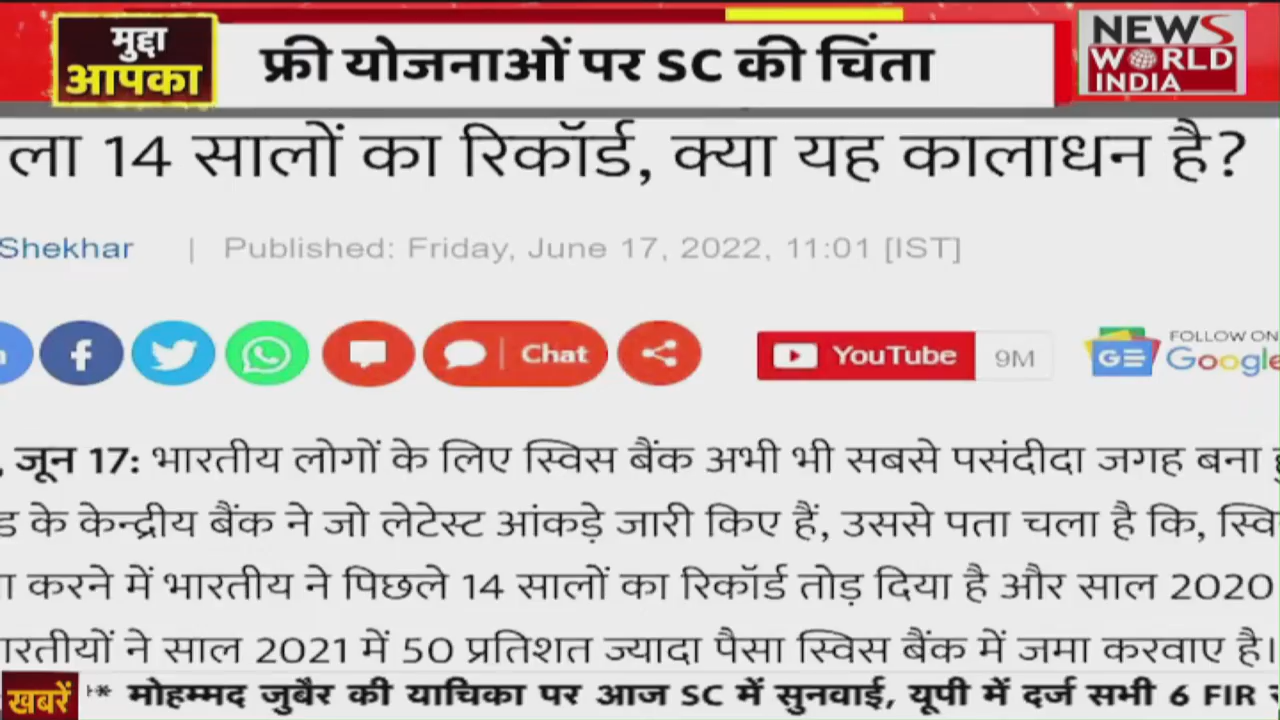 मुद्दा
आपका
फ्री योजनाओं पर SC की चिंता
NEWS
WORLD
INDIA
ला 14 सालों का रिकॉर्ड, क्या यह कालाधन है?
Shekhar | Published: Friday, June 17, 2022, 11:01 [IST]
Chat
YouTube 9M
FOLLOW ON
Google
, जून 17: भारतीय लोगों के लिए स्विस बैंक अभी भी सबसे पसंदीदा जगह बना
ड के केन्द्रीय बैंक ने जो लेटेस्ट आंकड़े जारी किए हैं, उससे पता चला है कि, स्वि
ा करने में भारतीय ने पिछले 14 सालों का रिकॉर्ड तोड़ दिया है और साल 2020
ारतीयों ने साल 2021 में 50 प्रतिशत ज्यादा पैसा स्विस बैंक में जमा करवाए है।
खबरें
* मोहम्मद जुबैर की याचिका पर आज SC में सुनवाई, यूपी में दर्ज सभी 6 FIR